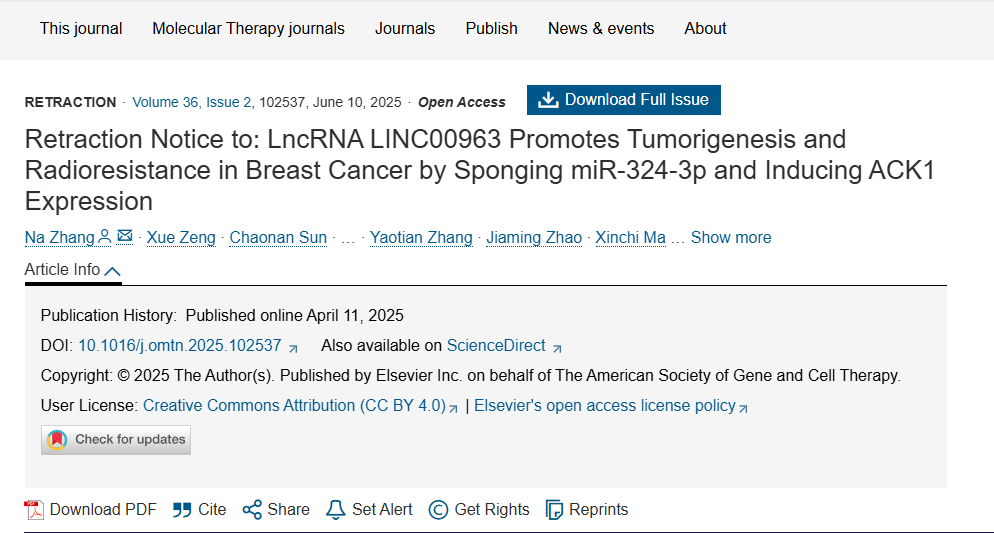 This journal Molecular Therapy journals Journals Publish News & events About
RETRACTION · Volume 36, Issue 2, 102537, June 10, 2025 · Open Access Download Full Issue
Retraction Notice to: LncRNA LINC00963 Promotes Tumorigenesis and
Radioresistance in Breast Cancer by Sponging miR-324-3p and Inducing ACK1
Expression
Na Zhang · Xue Zeng · Chaonan Sun · ... · Yaotian Zhang · Jiaming Zhao · Xinchi Ma ... Show more
Article Info
Publication History: Published online April 11, 2025
DOI: 10.1016/j.omtn.2025.102537 Also available on ScienceDirect
Copyright: © 2025 The Author(s). Published by Elsevier Inc. on behalf of The American Society of Gene and Cell Therapy.
User License: Creative Commons Attribution (CC BY 4.0) | Elsevier's open access license policy
Check for updates
PDF Download PDF Cite Share Set Alert © Get Rights Reprints